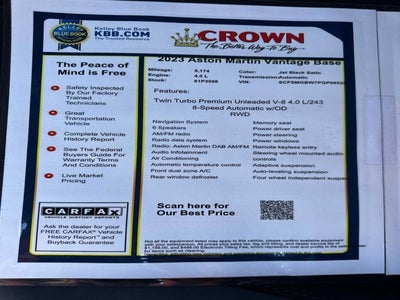 KELLEY
BLUE BOOK
Kelley Blue Book
KBB.COM
The Trusted Resource
CROWN
The Better Way To Buy
The Peace of
Mind is Free
Safety Inspected
By Our Factory
Trained
Technicians
Great
Transportation
Vehicle
Complete Vehicle
History Report
See The Federal
Buyers Guide For
Warranty Terms
And Conditions
Live Market
Pricing
CARFAX
VEHICLE HISTORY REPORTS
Ask the dealer for your
FREE CARFAX Vehicle
History Report and
Buyback Guarantee
2023 Aston Martin Vantage Base
Mileage: 6,174
Engine: 4.0 L
Stock:
Color: Jet Black Satin
Transmission: Automatic
VIN:
Features:
Twin Turbo Premium Unleaded V-8 4.0 L/243
8-Speed Automatic w/OD
RWD
Navigation System
6 Speakers
AM/FM radio
Radio data system
Radio: Aston Martin DAB AM/FM
Audio Infotainment
Air Conditioning
Automatic temperature control
Front dual zone A/C
Rear window defroster
Memory seat
Power driver seat
Power steering
Power windows
Remote keyless entry
Steering wheel mounted audio
controls
Adaptive suspension
Auto-leveling suspension
Four wheel independent
Scan here for
Our Best Price